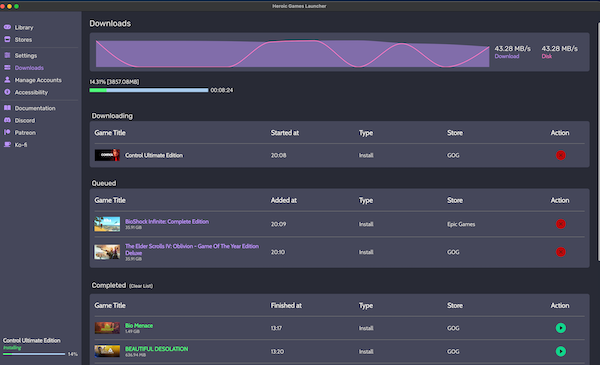 Heroic Games Launcher
Library
Stores
Settings
Downloads
Manage Accounts
Accessibility
Documentation
Discord
Patreon
Ko-fi
Downloads
43.28 MB/s
Download
43.28 MB/s
Disk
14.31% [3857.08MB]
00:08:24
Downloading
Game Title Started at Type Store Action
CONTROL
Control Ultimate Edition 20:08 Install GOG
Queued
Game Title Added at Type Store Action
BioShock Infinite: Complete Edition 20:09 Install Epic Games
35.91 GB
The Elder Scrolls IV: Oblivion - Game Of The Year Edition
Deluxe 20:10 Install GOG
35.91 GB
Completed (Clear List)
Game Title Finished at Type Store Action
Bio Menace 13:17 Install GOG
1.49 GB
BEAUTIFUL DESOLATION 13:20 Install GOG
636.94 MB
Control Ultimate Edition
Installing
14%